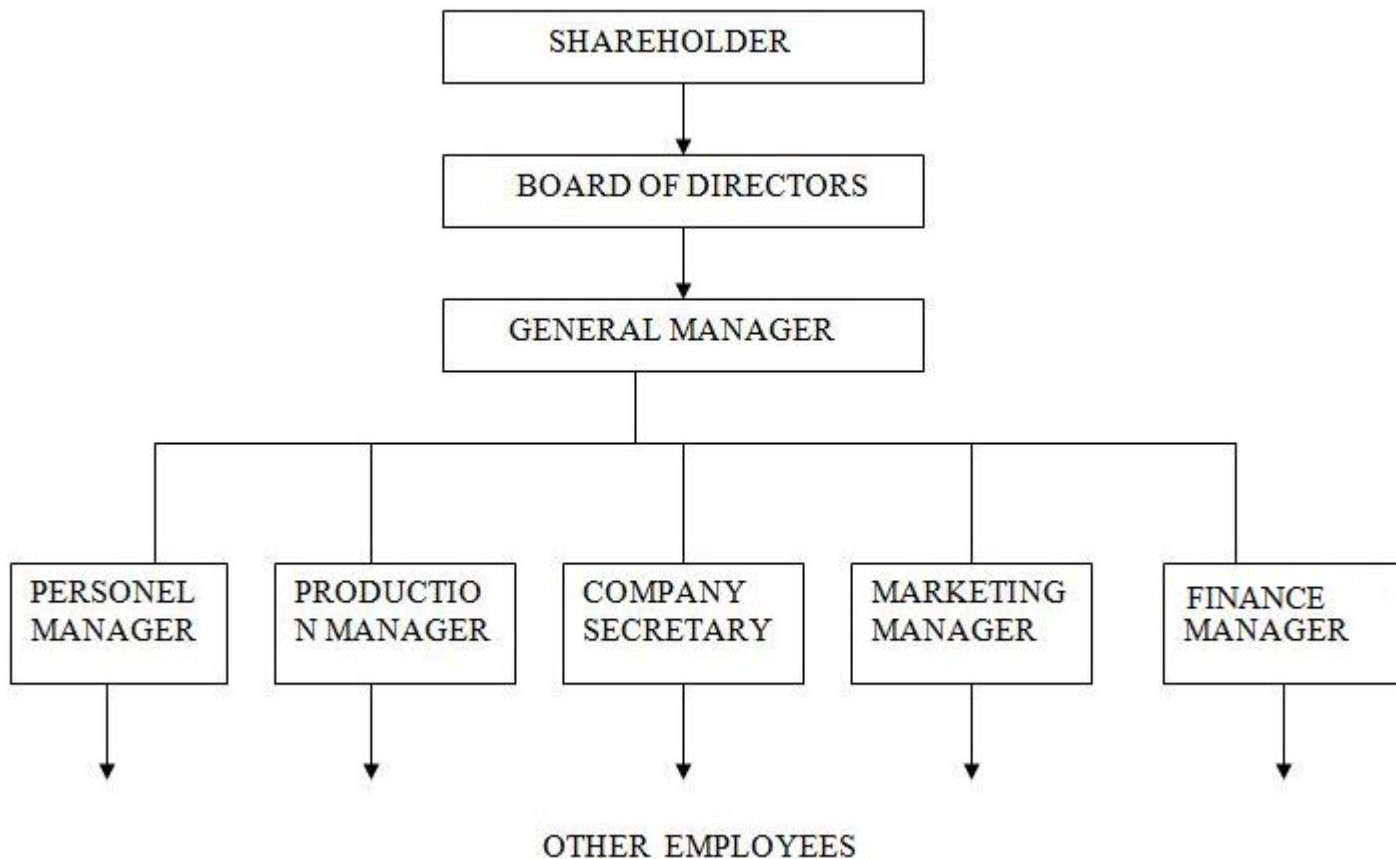 SHAREHOLDER
BOARD OF DIRECTORS
GENERAL MANAGER
PERSONEL
MANAGER
PRODUCTIO
N MANAGER
COMPANY
SECRETARY
MARKETING
MANAGER
FINANCE
MANAGER
OTHER EMPLOYEES